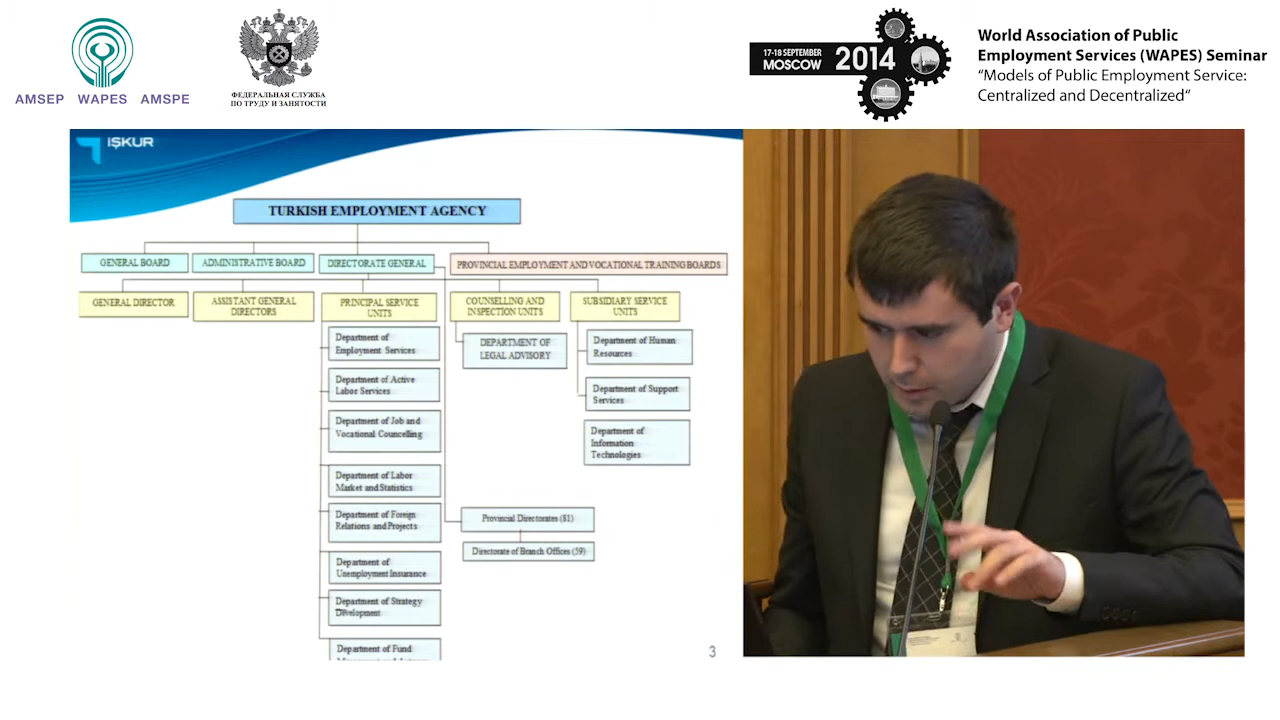 AMSEP WAPES AMSPE
ФЕДЕРАЛЬНАЯ СЛУЖБА
ПО ТРУДУ И ЗАНЯТОСТИ
17-18 SEPTEMBER
MOSCOW
2014
World Association of Public
Employment Services (WAPES) Seminar
“Models of Public Employment Service:
Centralized and Decentralized“
İŞKUR
TURKISH EMPLOYMENT AGENCY
GENERAL BOARD
ADMINISTRATIVE BOARD
DIRECTORATE GENERAL
PROVINCIAL EMPLOYMENT AND VOCATIONAL TRAINING BOARDS
GENERAL DIRECTOR
ASSISTANT GENERAL
DIRECTORS
PRINCIPAL SERVICE
UNITS
COUNSELLING AND
INSPECTION UNITS
SUBSIDIARY SERVICE
UNITS
Department of
Employment Services
Department of Active
Labor Services
Department of Job and
Vocational Councelling
Department of Labor
Market and Statistics
Department of Foreign
Relations and Projects
Department of
Unemployment Insurance
Department of Strategy
Development
Department of Fund
DEPARTMENT OF
LEGAL ADVISORY
Department of Human
Resources
Department of Support
Services
Department of
Information
Technologies
Provincial Directorates (81)
Directorate of Branch Offices (59)
3